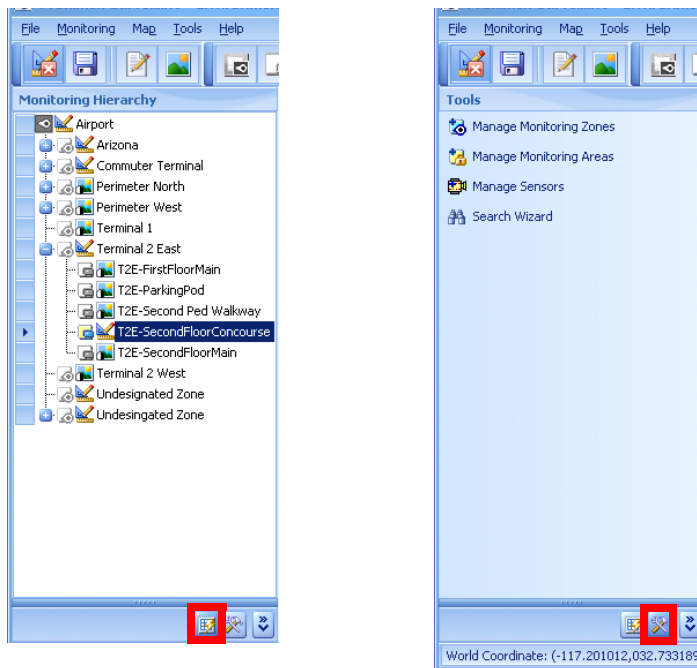 File Monitoring Map Tools Help
Monitoring Hierarchy
Airport
Arizona
Commuter Terminal
Perimeter North
Perimeter West
Terminal 1
Terminal 2 East
T2E-FirstFloorMain
T2E-ParkingPod
T2E-Second Ped Walkway
T2E-SecondFloorConcourse
T2E-SecondFloorMain
Terminal 2 West
Undesignated Zone
Undesingated Zone
File Monitoring Map Tools Help
Tools
Manage Monitoring Zones
Manage Monitoring Areas
Manage Sensors
Search Wizard
World Coordinate: (-117.201012,032.733189